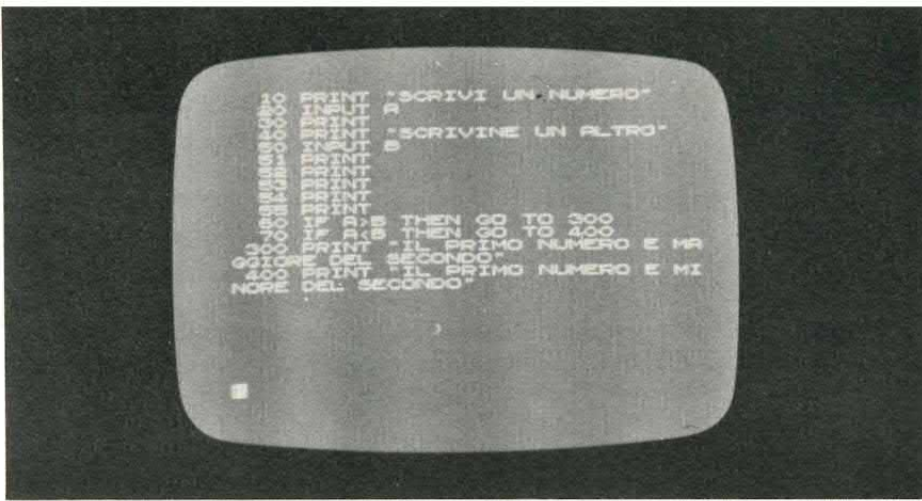 10 PRINT "SCRIVI UN NUMERO"
20 INPUT A
30 PRINT
40 PRINT "SCRIVINE UN ALTRO"
50 INPUT B
51 PRINT
52 PRINT
53 PRINT
54 PRINT
55 PRINT
60 IF A>B THEN GO TO 300
70 IF A<B THEN GO TO 400
300 PRINT "IL PRIMO NUMERO E MA
GGIORE DEL SECONDO"
400 PRINT "IL PRIMO NUMERO E MI
NORE DEL SECONDO"